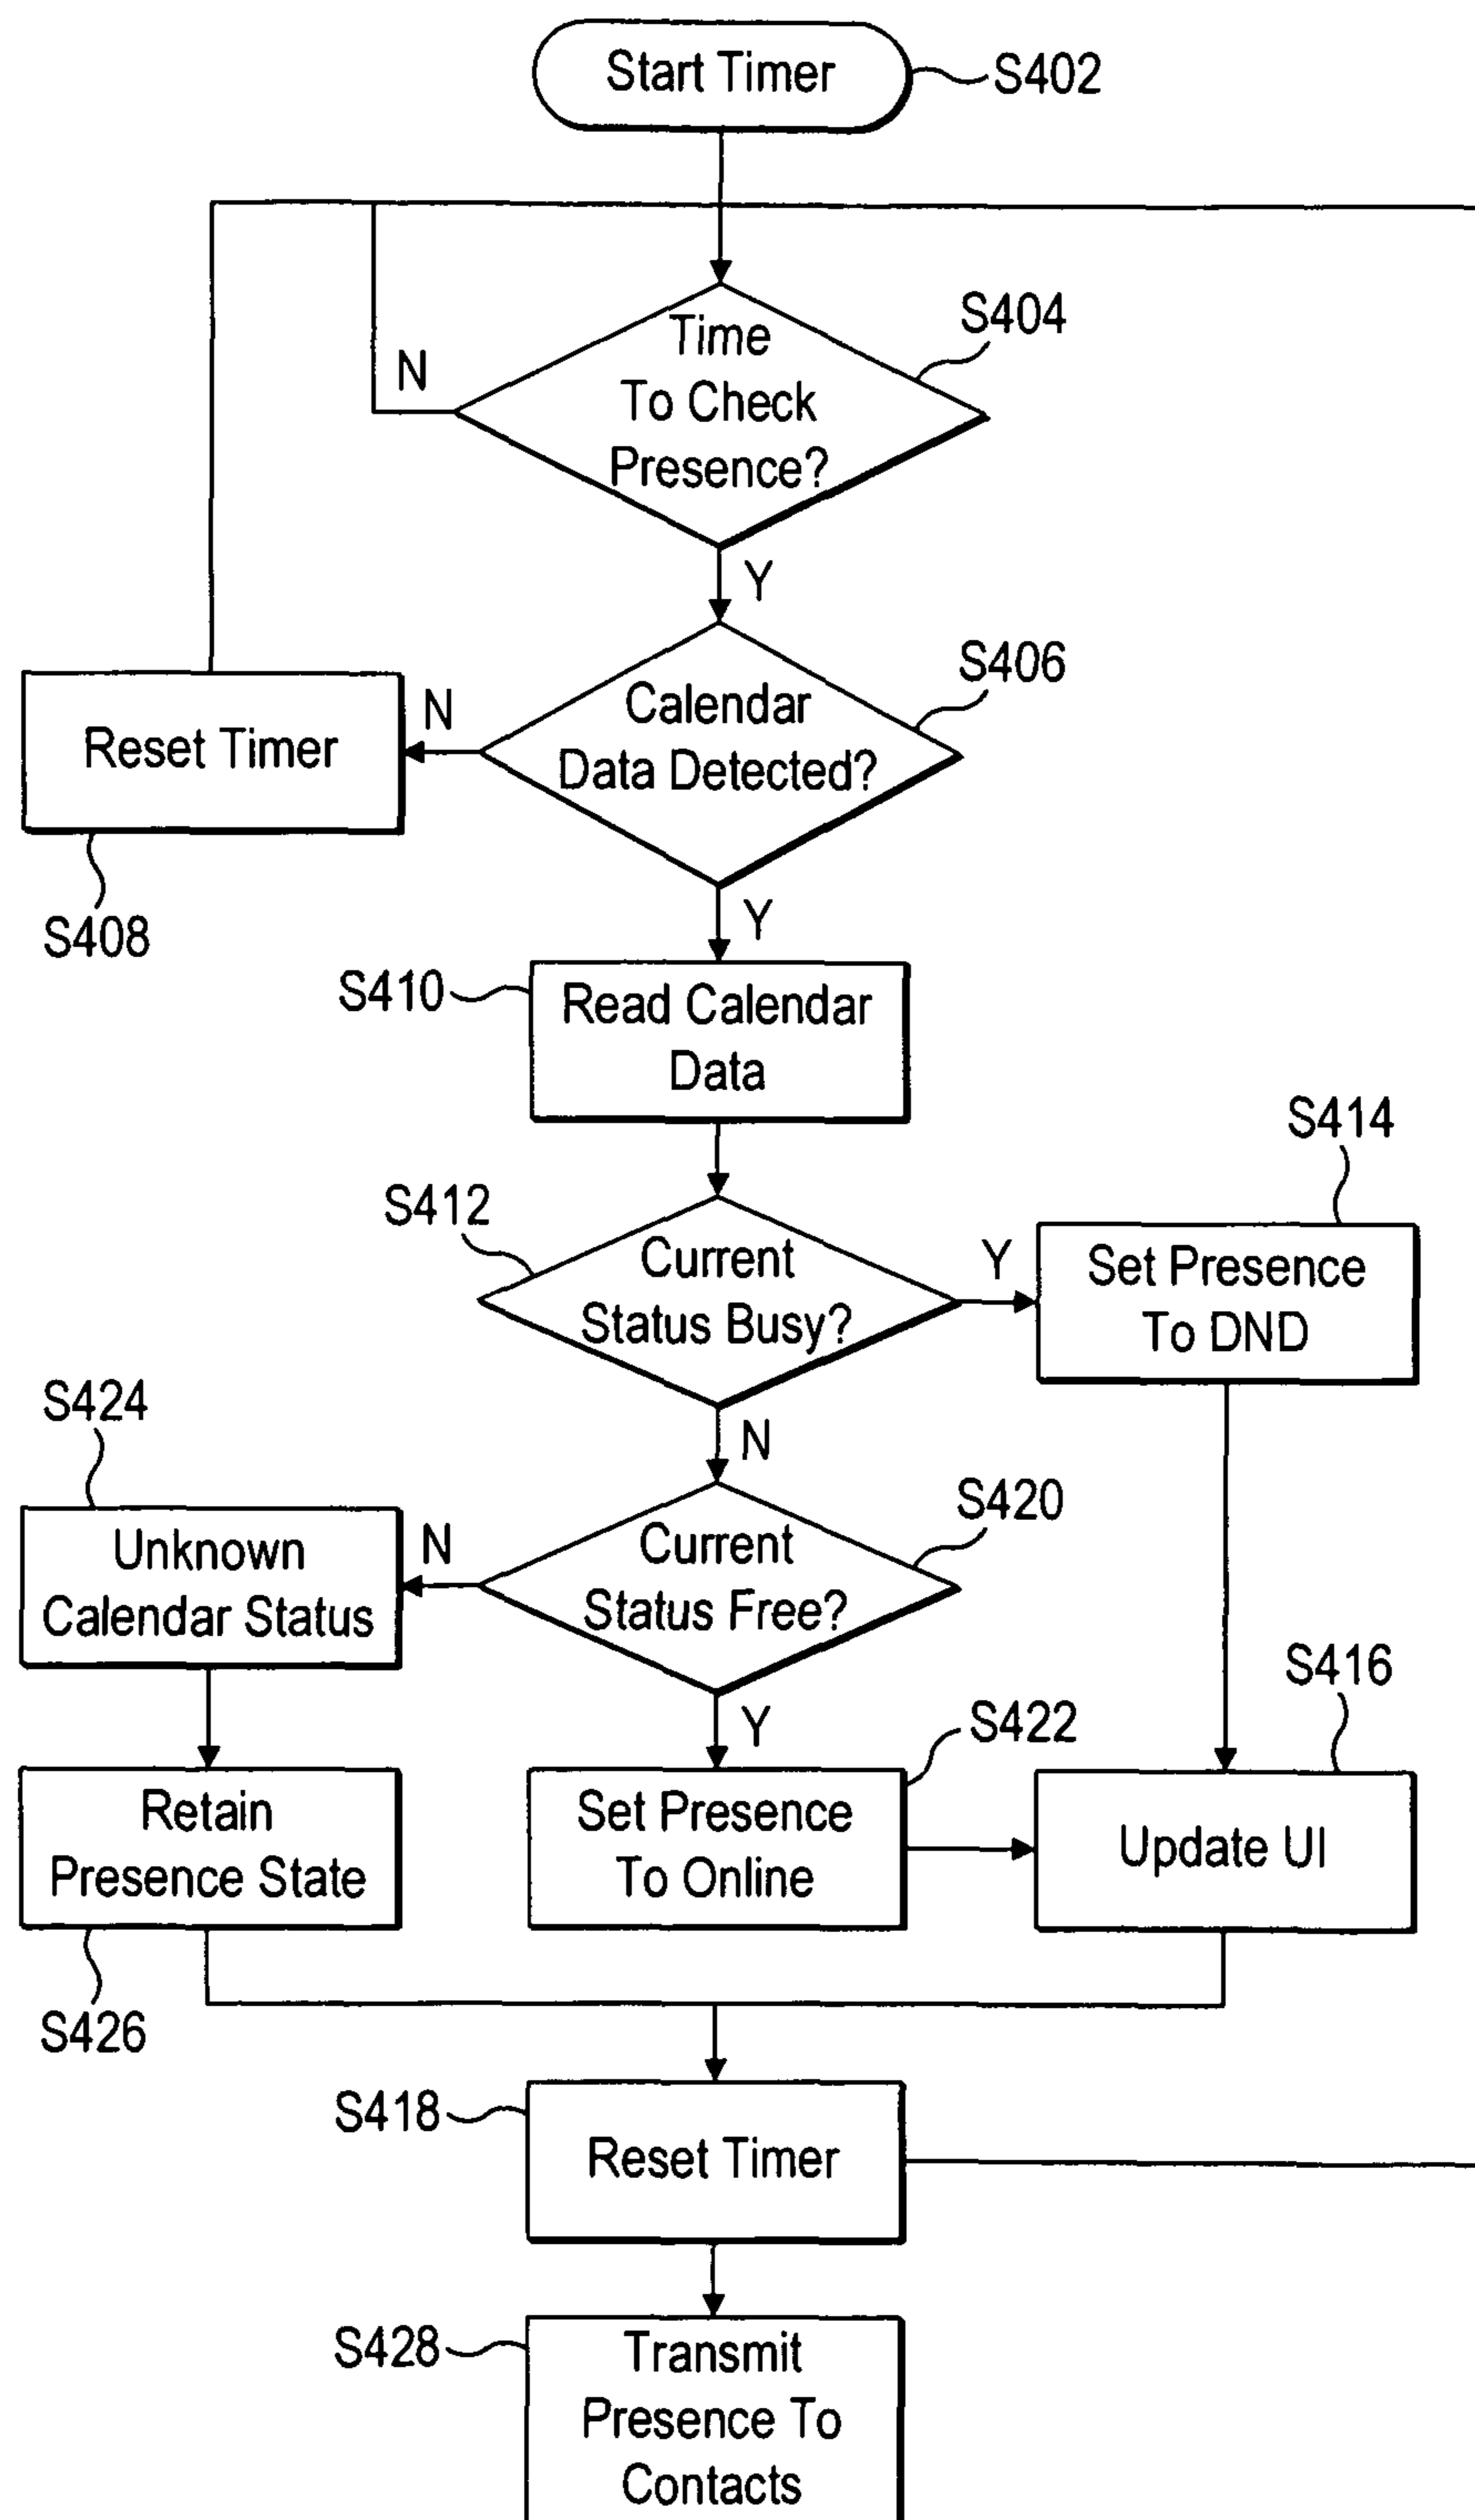 Start Timer
S402
Time
To Check
Presence?
S404
N
Y
Calendar
Data Detected?
S406
N
Reset Timer
S408
Y
S410
Read Calendar
Data
S412
Current
Status Busy?
Y
S414
Set Presence
To DND
N
S424
Unknown
Calendar Status
N
Current
Status Free?
S420
Y
S422
S416
Retain
Presence State
S426
Set Presence
To Online
Update UI
S418
Reset Timer
S428
Transmit
Presence To
Contacts